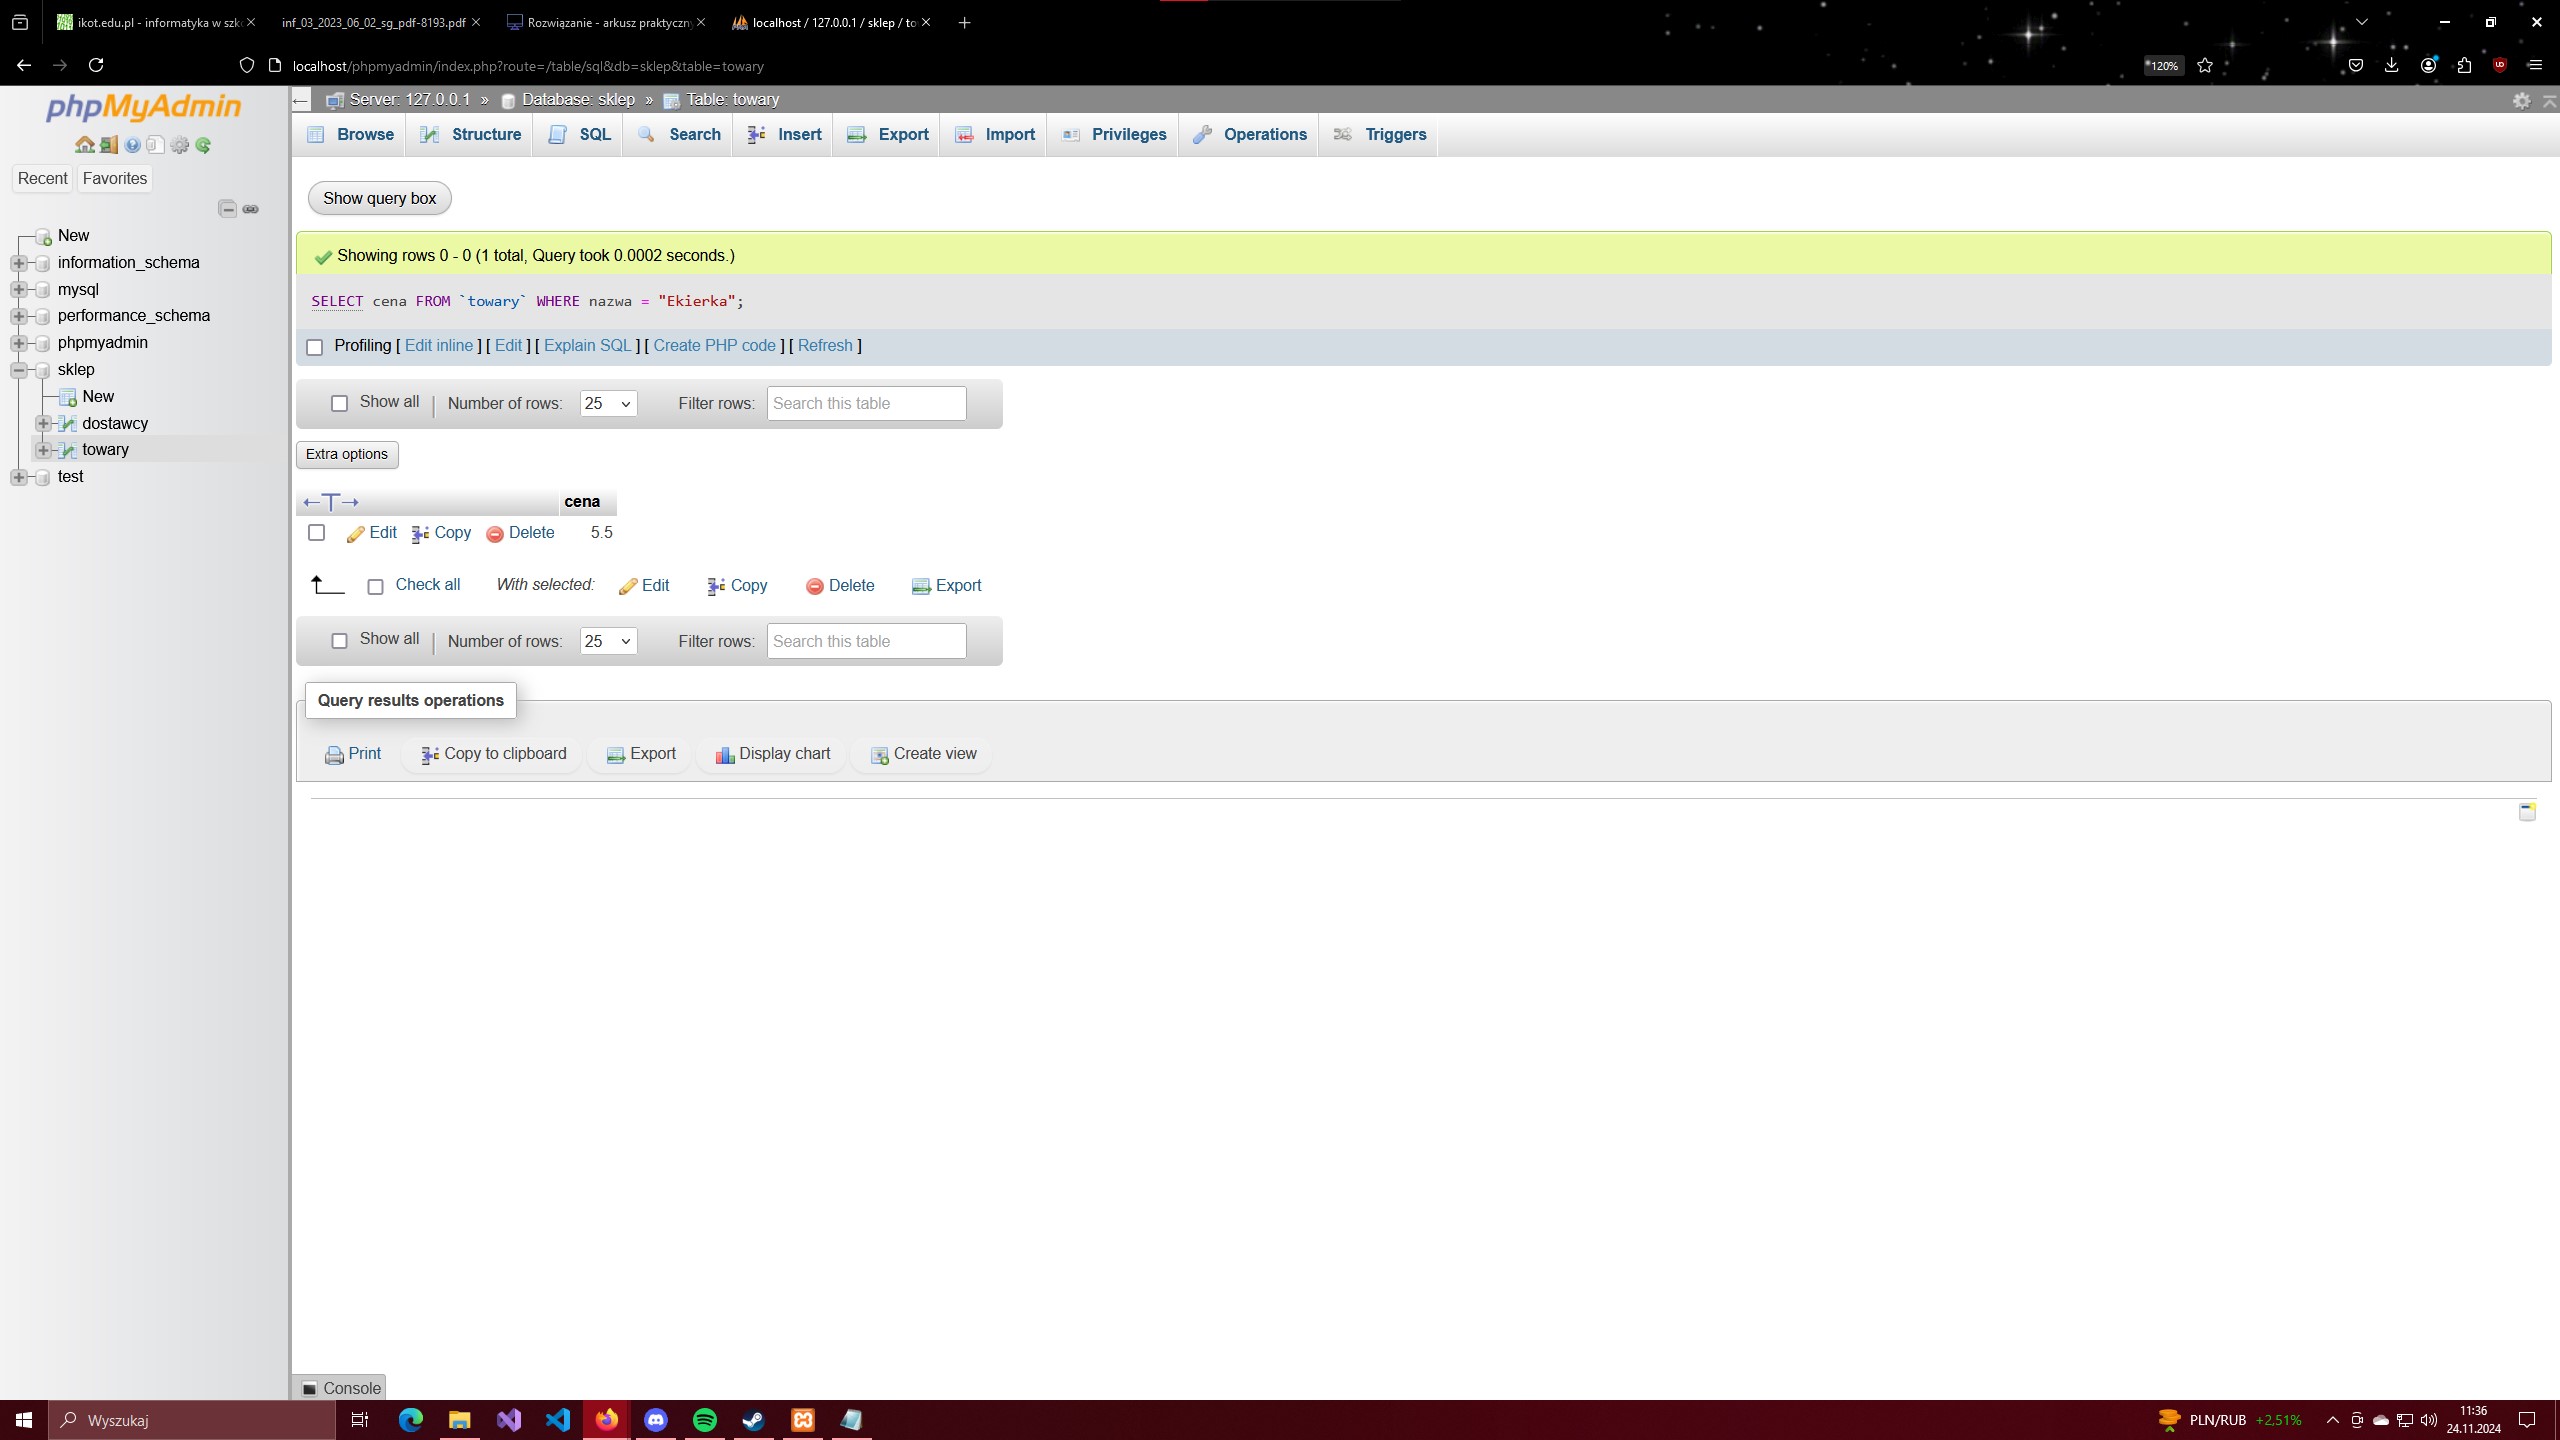 ikot.edu.pl - informatyka w szk
inf_03_2023_06_02_sg_pdf-8193.pdf
Rozwiązanie - arkusz praktyczn
localhost / 127.0.0.1 / sklep / to
localhost/phpmyadmin/index.php?route=/table/sql&db=sklep&table=towary
120%
phpMyAdmin
Recent
Favorites
New
information_schema
mysql
performance_schema
phpmyadmin
sklep
New
dostawcy
towary
test
Server: 127.0.0.1 » Database: sklep » Table: towary
Browse
Structure
SQL
Search
Insert
Export
Import
Privileges
Operations
Triggers
Show query box
Showing rows 0 - 0 (1 total, Query took 0.0002 seconds.)
SELECT cena FROM `towary` WHERE nazwa = "Ekierka";
Profiling [ Edit inline ] [ Edit ] [ Explain SQL ] [ Create PHP code ] [ Refresh ]
Show all | Number of rows: 25 Filter rows: Search this table
Extra options
←T→ cena
Edit Copy Delete 5.5
Check all With selected: Edit Copy Delete Export
Show all | Number of rows: 25 Filter rows: Search this table
Query results operations
Print Copy to clipboard Export Display chart Create view
Console
Wyszukaj
PLN/RUB +2,51%
11:36
24.11.2024